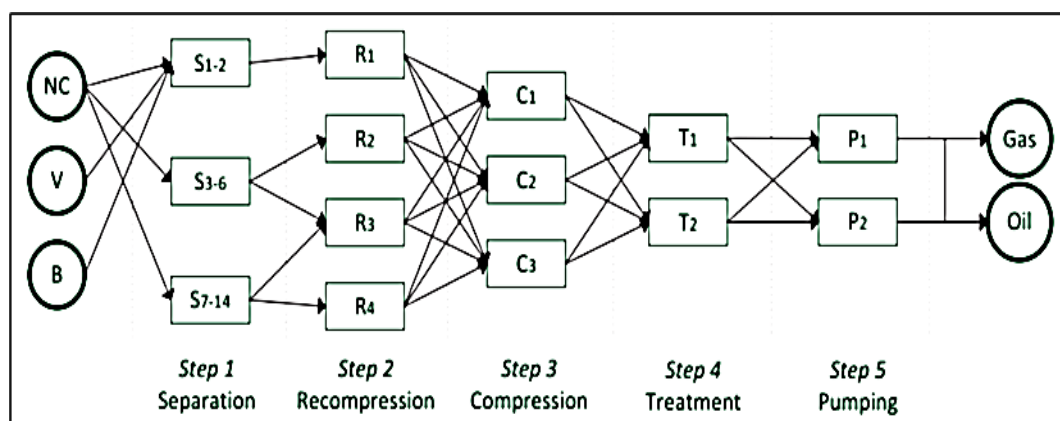 NC
V
B
S1-2
S3-6
S7-14
R1
R2
R3
R4
C1
C2
C3
T1
T2
P1
P2
Gas
Oil
Step 1
Separation
Step 2
Recompression
Step 3
Compression
Step 4
Treatment
Step 5
Pumping